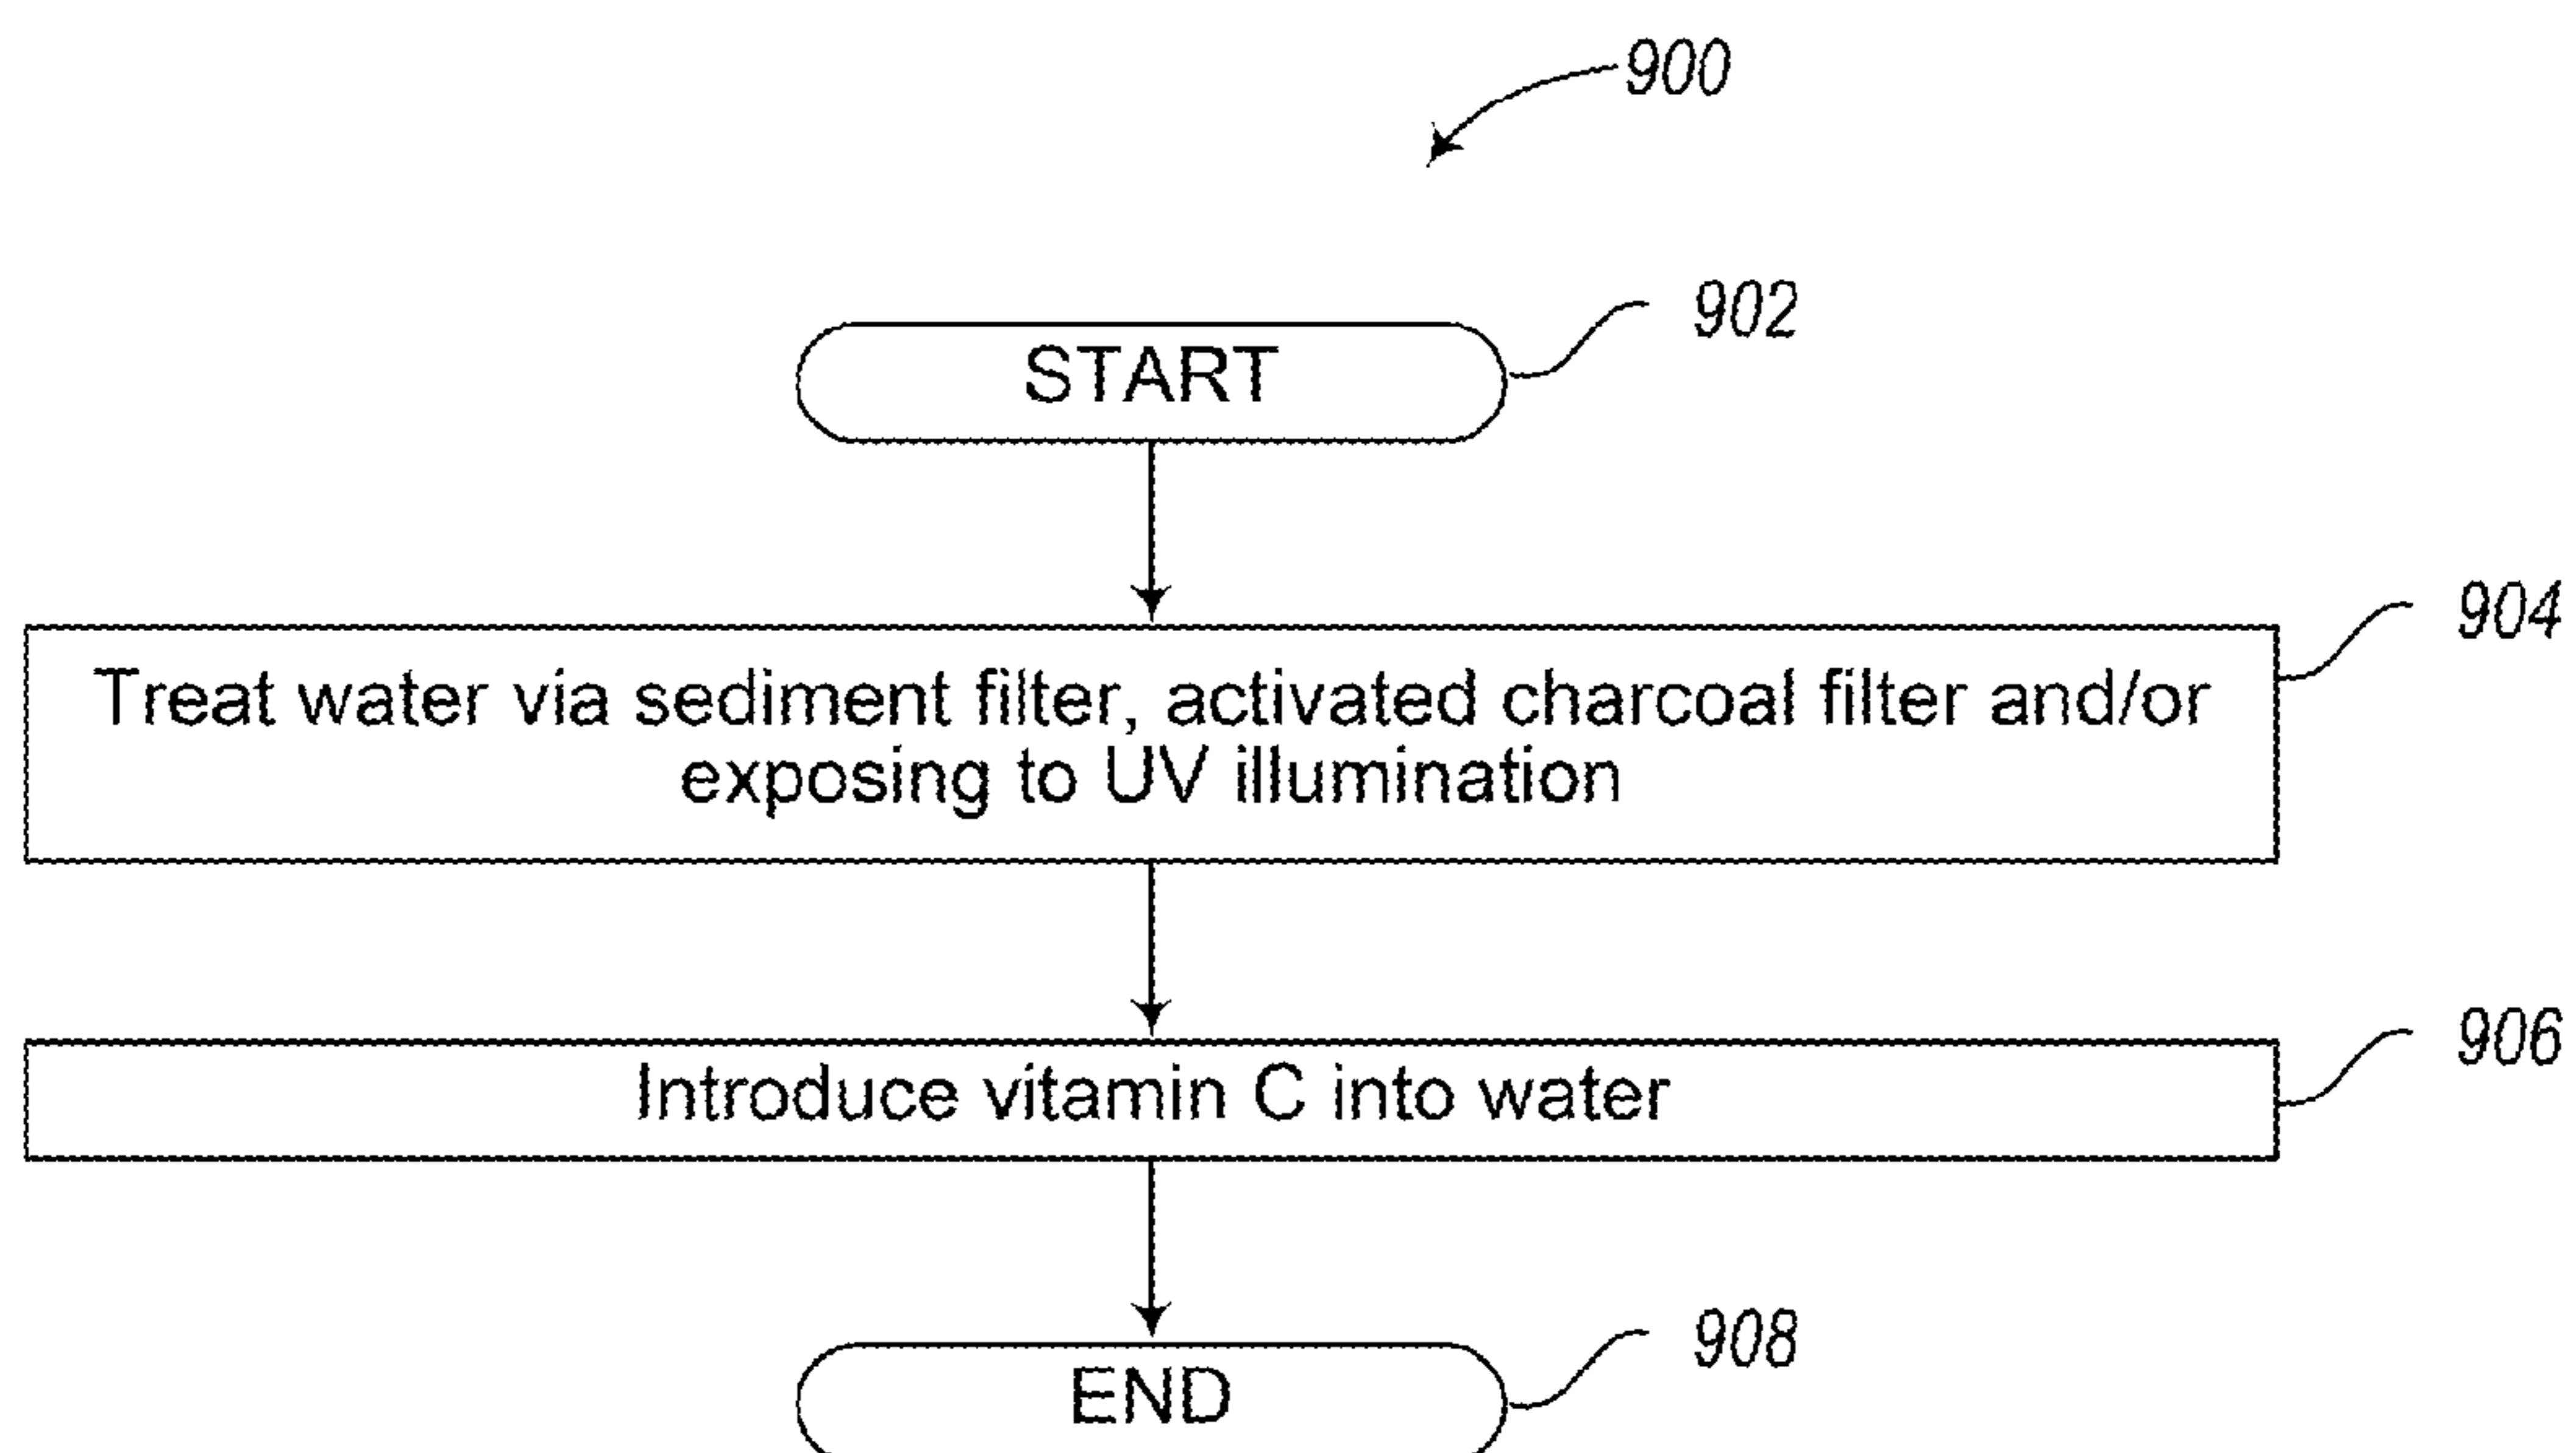 900
START
902
Treat water via sediment filter, activated charcoal filter and/or
exposing to UV illumination
904
Introduce vitamin C into water
906
END
908